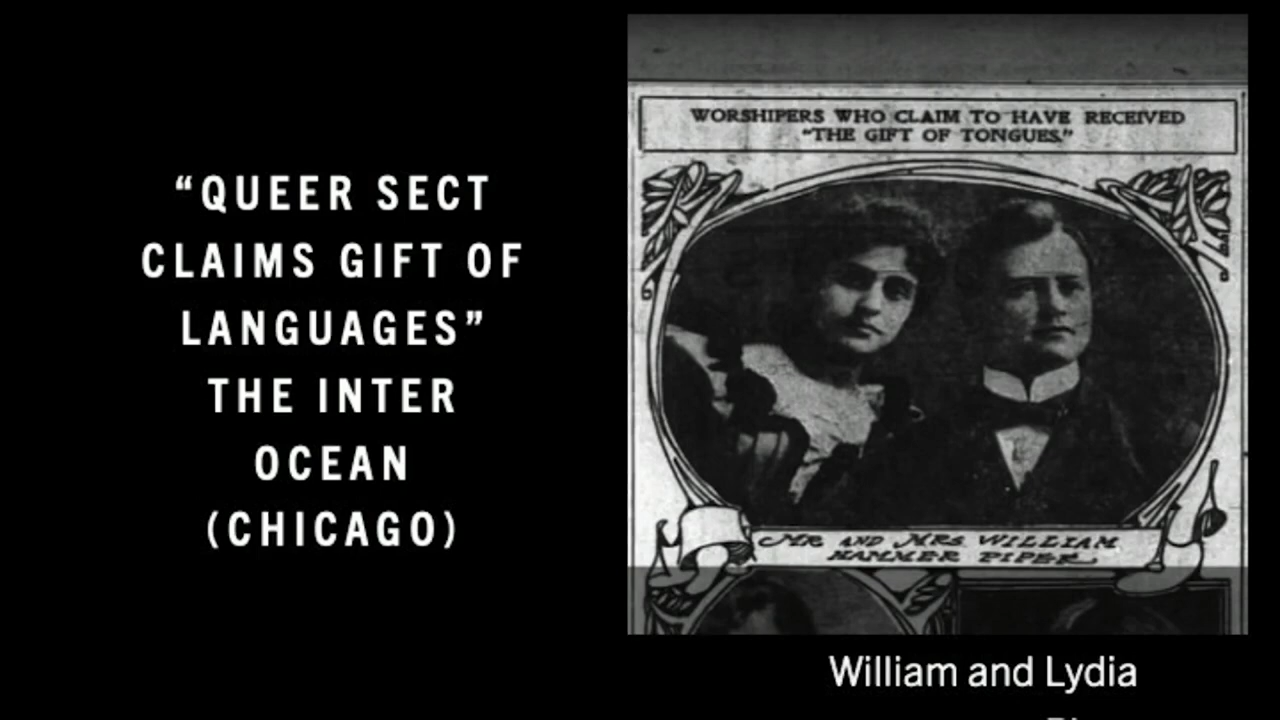 “QUEER SECT
CLAIMS GIFT OF
LANGUAGES”
THE INTER
OCEAN
(CHICAGO)
WORSHIPERS WHO CLAIM TO HAVE RECEIVED
“THE GIFT OF TONGUES.”
MR AND MRS WILLIAM
HAMMER PIPER
William and Lydia